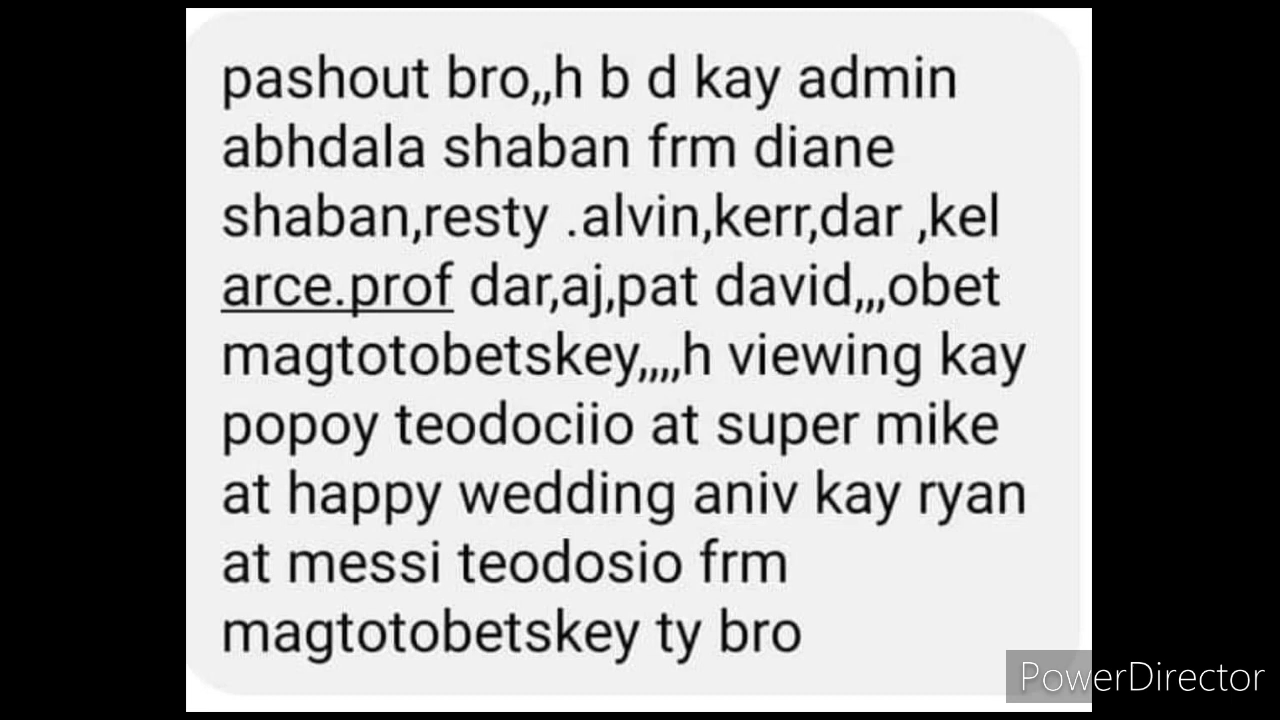 pashout bro,,h b d kay admin
abhdala shaban frm diane
shaban,resty .alvin,kerr,dar ,kel
arce.prof dar,aj,pat david,,,obet
magtotobetskey,,,,h viewing kay
popoy teodociio at super mike
at happy wedding aniv kay ryan
at messi teodosio frm
magtotobetskey ty bro
PowerDirector